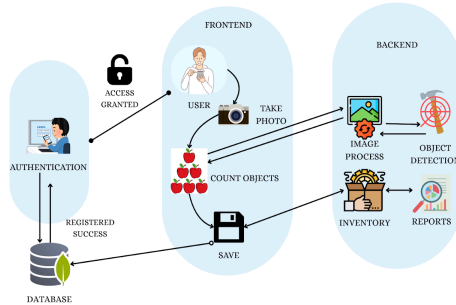 FRONTEND
BACKEND
ACCESS
GRANTED
USER
TAKE
PHOTO
AUTHENTICATION
COUNT OBJECTS
IMAGE
PROCESS
OBJECT
DETECTION
REGISTERED
SUCCESS
SAVE
INVENTORY
REPORTS
DATABASE